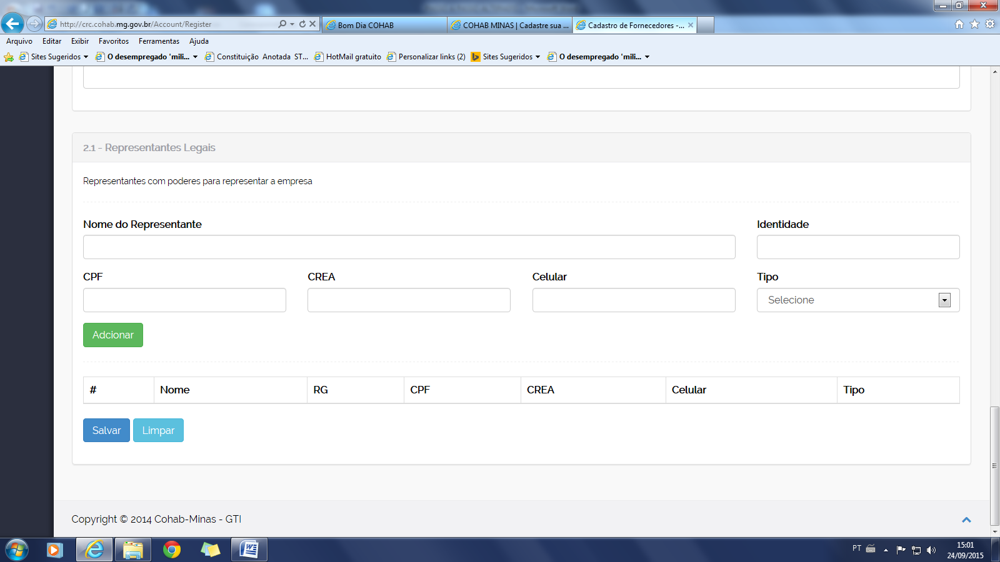 http://crc.cohab.mg.gov.br/Account/Register
Bom Dia COHAB
COHAB MINAS | Cadastre sua ...
Cadastro de Fornecedores -...
Arquivo Editar Exibir Favoritos Ferramentas Ajuda
Sites Sugeridos O desempregado 'mili... Constituição Anotada ST... HotMail gratuito Personalizar links (2) Sites Sugeridos O desempregado 'mili...
2.1 - Representantes Legais
Representantes com poderes para representar a empresa
Nome do Representante Identidade
CPF CREA Celular Tipo
Selecione
Adcionar
# Nome RG CPF CREA Celular Tipo
Salvar Limpar
Copyright © 2014 Cohab-Minas - GTI
PT 15:01
24/09/2015